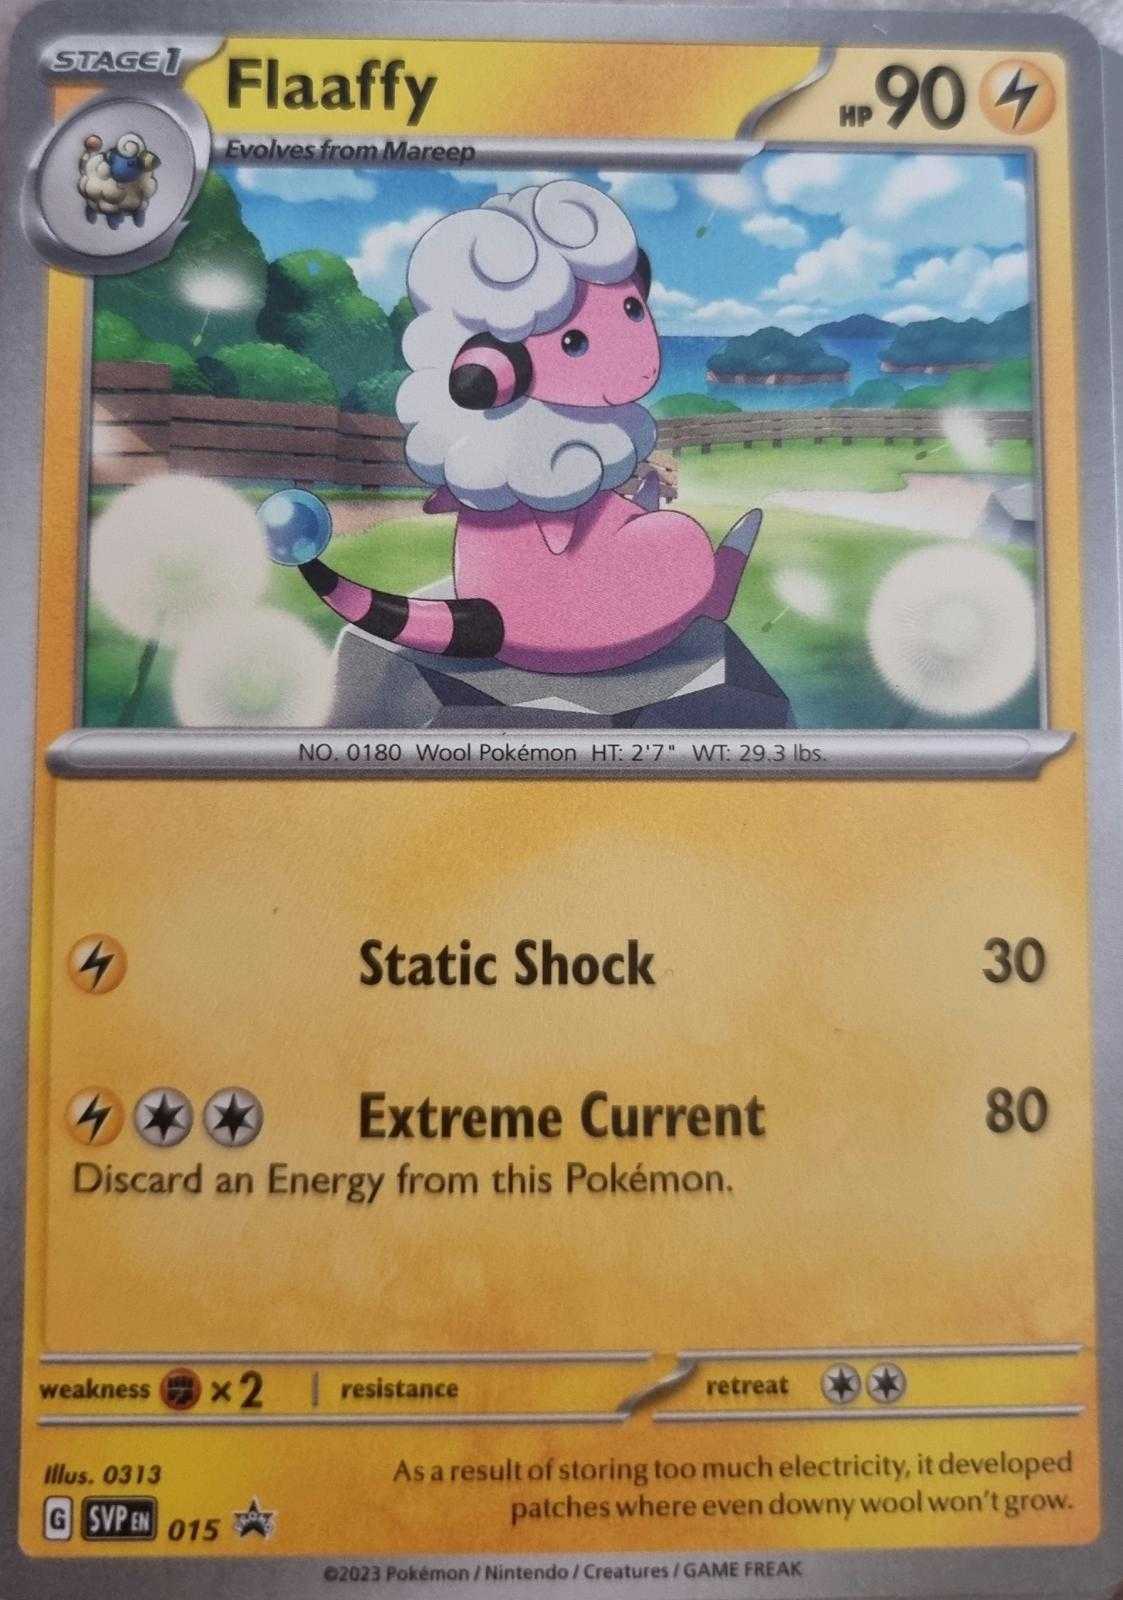 STAGE 1
Flaaffy
HP 90
Evolves from Mareep
NO. 0180 Wool Pokémon HT: 2'7" WT: 29.3 lbs.
Static Shock 30
Extreme Current 80
Discard an Energy from this Pokémon.
weakness ×2 resistance retreat
Illus. 0313
As a result of storing too much electricity, it developed
patches where even downy wool won't grow.
G SVP EN 015
©2023 Pokémon / Nintendo / Creatures / GAME FREAK